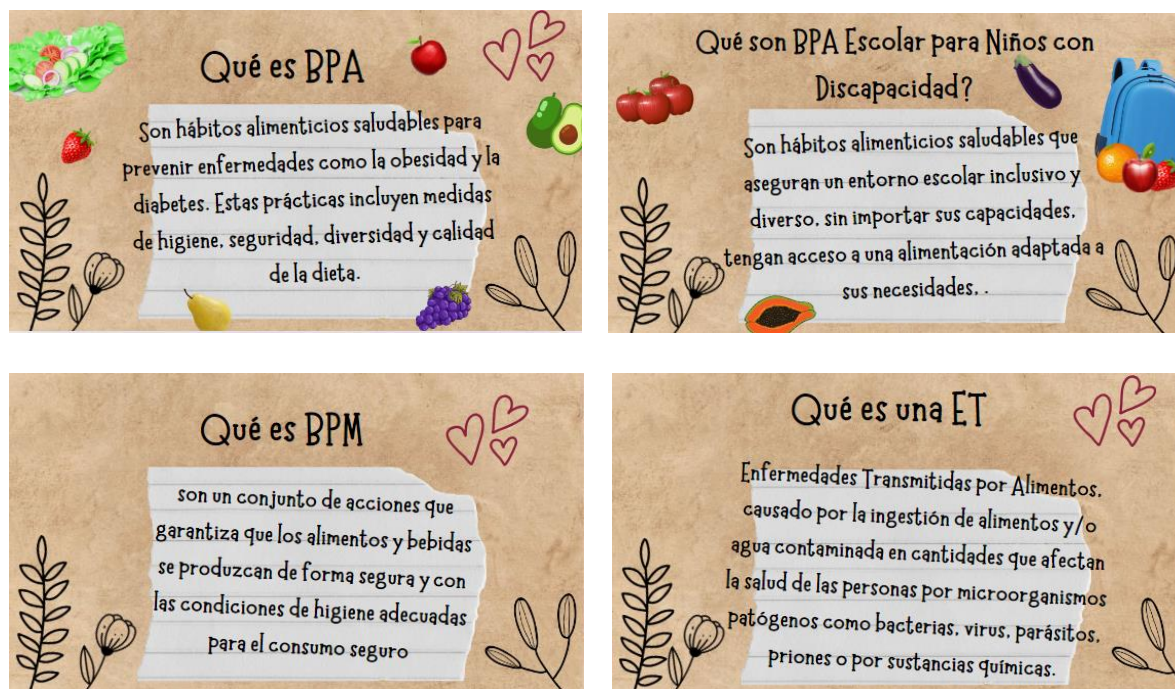 Qué es BPA
Son hábitos alimenticios saludables para
prevenir enfermedades como la obesidad y la
diabetes. Estas prácticas incluyen medidas
de higiene, seguridad, diversidad y calidad
de la dieta.
Qué son BPA Escolar para Niños con
Discapacidad?
Son hábitos alimenticios saludables que
aseguran un entorno escolar inclusivo y
diverso, sin importar sus capacidades,
tengan acceso a una alimentación adaptada a
sus necesidades, .
Qué es BPM
son un conjunto de acciones que
garantiza que los alimentos y bebidas
se produzcan de forma segura y con
las condiciones de higiene adecuadas
para el consumo seguro
Qué es una ET
Enfermedades Transmitidas por Alimentos,
causado por la ingestión de alimentos y/o
agua contaminada en cantidades que afectan
la salud de las personas por microorganismos
patógenos como bacterias, virus, parásitos,
priones o por sustancias químicas.